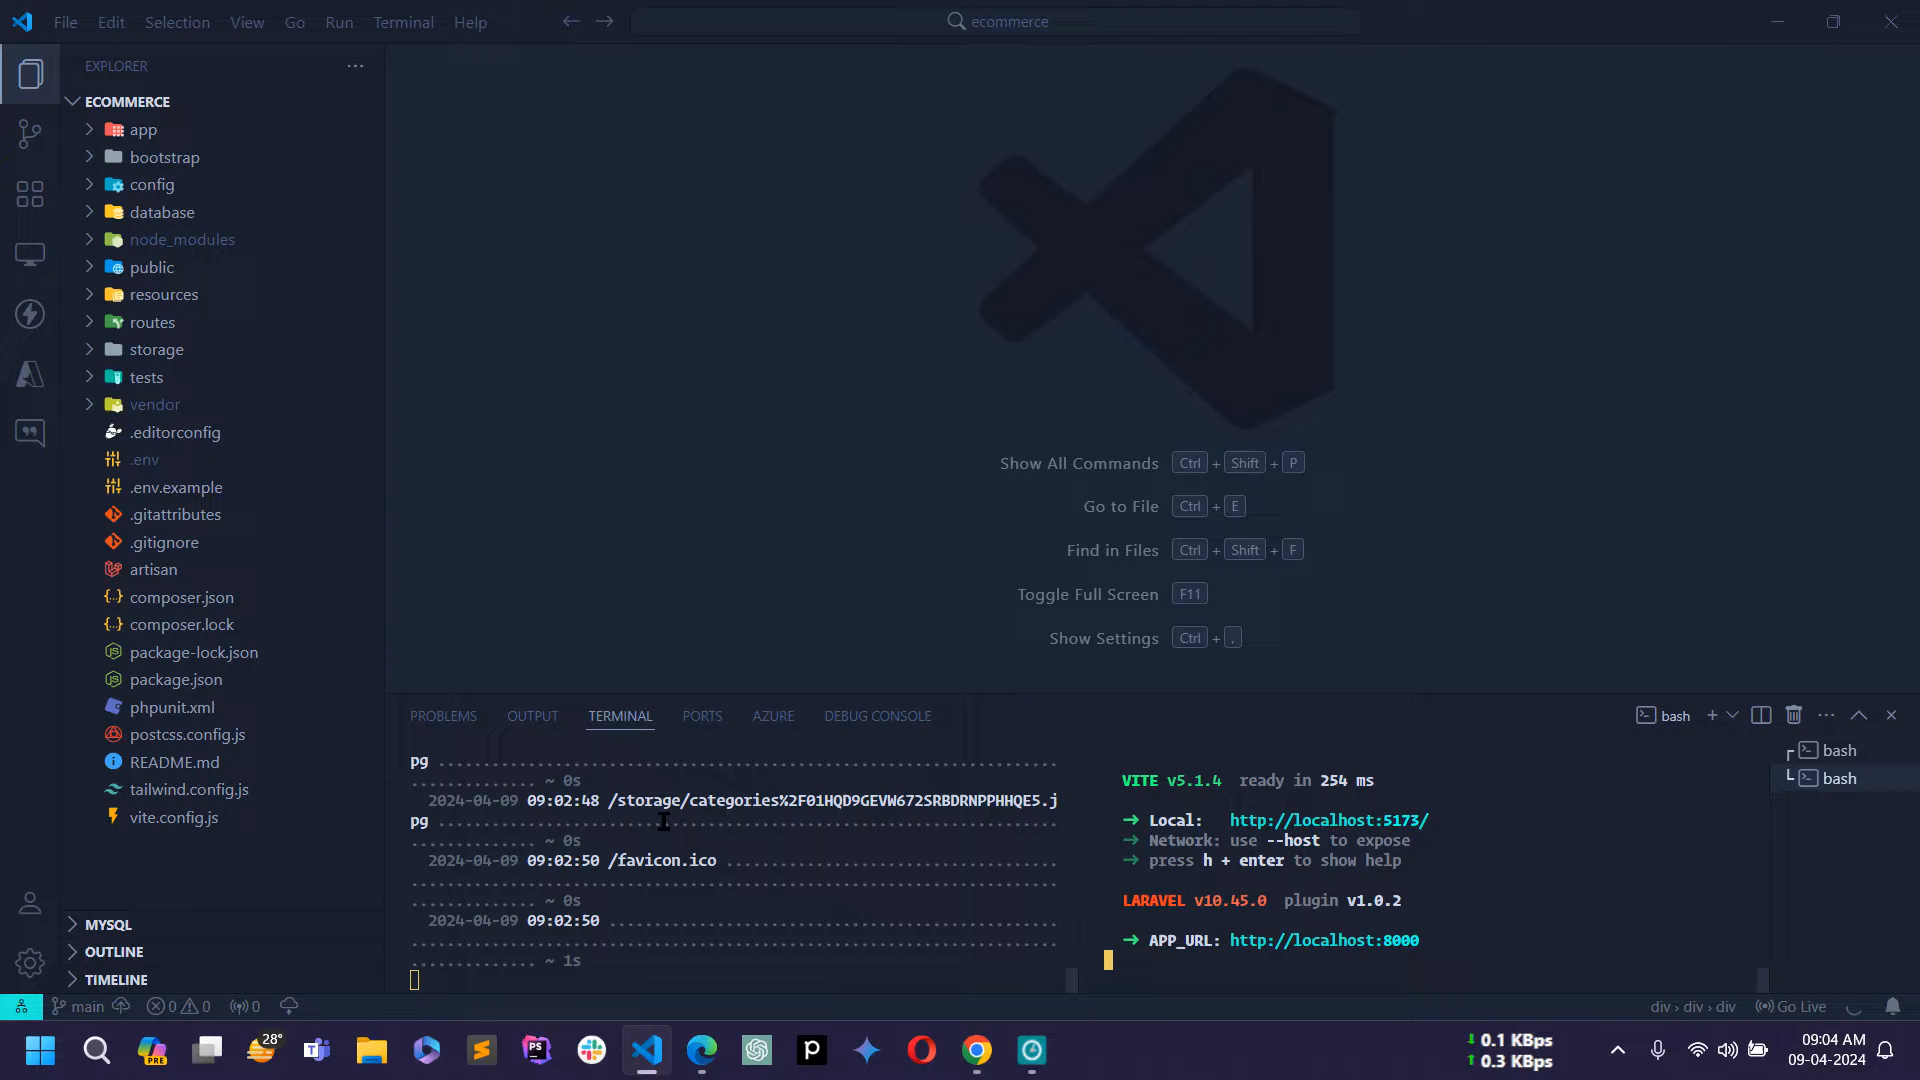 File Edit Selection View Go Run Terminal Help
ecommerce
EXPLORER
ECOMMERCE
app
bootstrap
config
database
node_modules
public
resources
routes
storage
tests
vendor
.editorconfig
.env
.env.example
.gitattributes
.gitignore
artisan
composer.json
composer.lock
package-lock.json
package.json
phpunit.xml
postcss.config.js
README.md
tailwind.config.js
vite.config.js
MYSQL
OUTLINE
TIMELINE
Show All Commands Ctrl + Shift + P
Go to File Ctrl + E
Find in Files Ctrl + Shift + F
Toggle Full Screen F11
Show Settings Ctrl + ,
PROBLEMS OUTPUT TERMINAL PORTS AZURE DEBUG CONSOLE
bash
pg ......................................................................
.............. ~ 0s
2024-04-09 09:02:48 /storage/categories%2F01HQD9GEVW672SRBDRNPPHHQE5.j
pg ......................................................................
.............. ~ 0s
2024-04-09 09:02:50 /favicon.ico .....................................
........................................................................
.............. ~ 0s
2024-04-09 09:02:50 ..................................................
........................................................................
.............. ~ 1s
VITE v5.1.4 ready in 254 ms
➜ Local: http://localhost:5173/
➜ Network: use --host to expose
➜ press h + enter to show help
LARAVEL v10.45.0 plugin v1.0.2
➜ APP_URL: http://localhost:8000
bash
bash
main 0 0 0
div › div › div Go Live
PRE
28°
PS
p
0.1 KBps
0.3 KBps
09:04 AM
09-04-2024